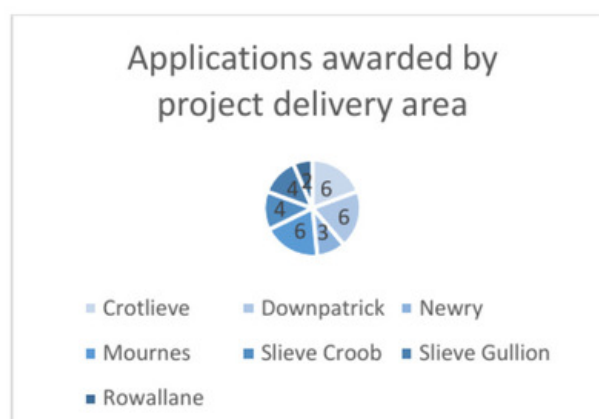 Applications awarded by
project delivery area
2 6
4
4 6
6 3
Crotlieve Downpatrick Newry
Mournes Slieve Croob Slieve Gullion
Rowallane